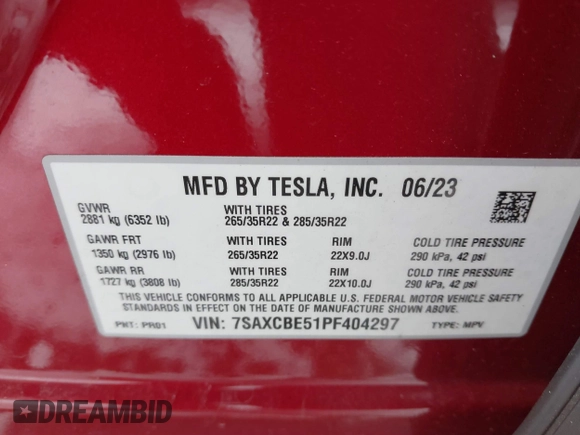 MFD BY TESLA, INC. 06/23
GVWR
2881 kg (6352 lb)
WITH TIRES
265/35R22 & 285/35R22
GAWR FRT
1350 kg (2976 lb)
WITH TIRES
265/35R22
RIM
22X9.0J
COLD TIRE PRESSURE
290 kPa, 42 psi
GAWR RR
1727 kg (3808 lb)
WITH TIRES
285/35R22
RIM
22X10.0J
COLD TIRE PRESSURE
290 kPa, 42 psi
THIS VEHICLE CONFORMS TO ALL APPLICABLE U.S. FEDERAL MOTOR VEHICLE SAFETY
STANDARDS IN EFFECT ON THE DATE OF MANUFACTURE SHOWN ABOVE.
PNT: PR01 VIN: 7SAXCBE51PF404297 TYPE: MPV
DREAMBID